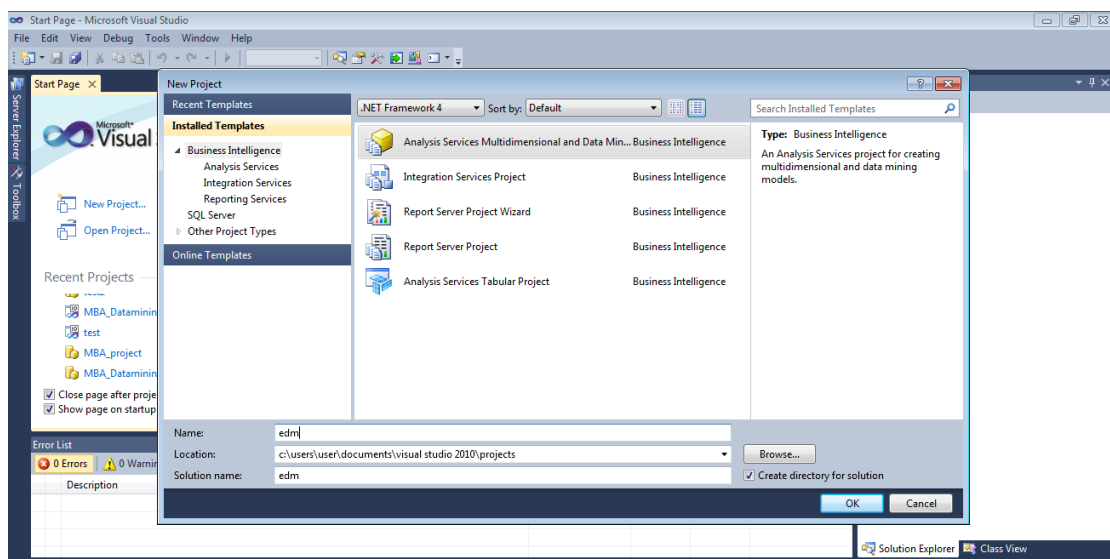 Start Page - Microsoft Visual Studio
File Edit View Debug Tools Window Help
Server Explorer
Toolbox
Start Page
Microsoft®
Visual
New Project...
Open Project...
Recent Projects
MBA_Datamining
test
MBA_project
MBA_Datamining
Close page after proje
Show page on startup
Error List
0 Errors 0 Warnin
Description
New Project
Recent Templates
Installed Templates
Business Intelligence
Analysis Services
Integration Services
Reporting Services
SQL Server
Other Project Types
Online Templates
.NET Framework 4 Sort by: Default
Search Installed Templates
Analysis Services Multidimensional and Data Min... Business Intelligence
Integration Services Project Business Intelligence
Report Server Project Wizard Business Intelligence
Report Server Project Business Intelligence
Analysis Services Tabular Project Business Intelligence
Type: Business Intelligence
An Analysis Services project for creating
multidimensional and data mining
models.
Name: edm
Location: c:\users\user\documents\visual studio 2010\projects
Browse...
Solution name: edm
Create directory for solution
OK Cancel
Solution Explorer Class View